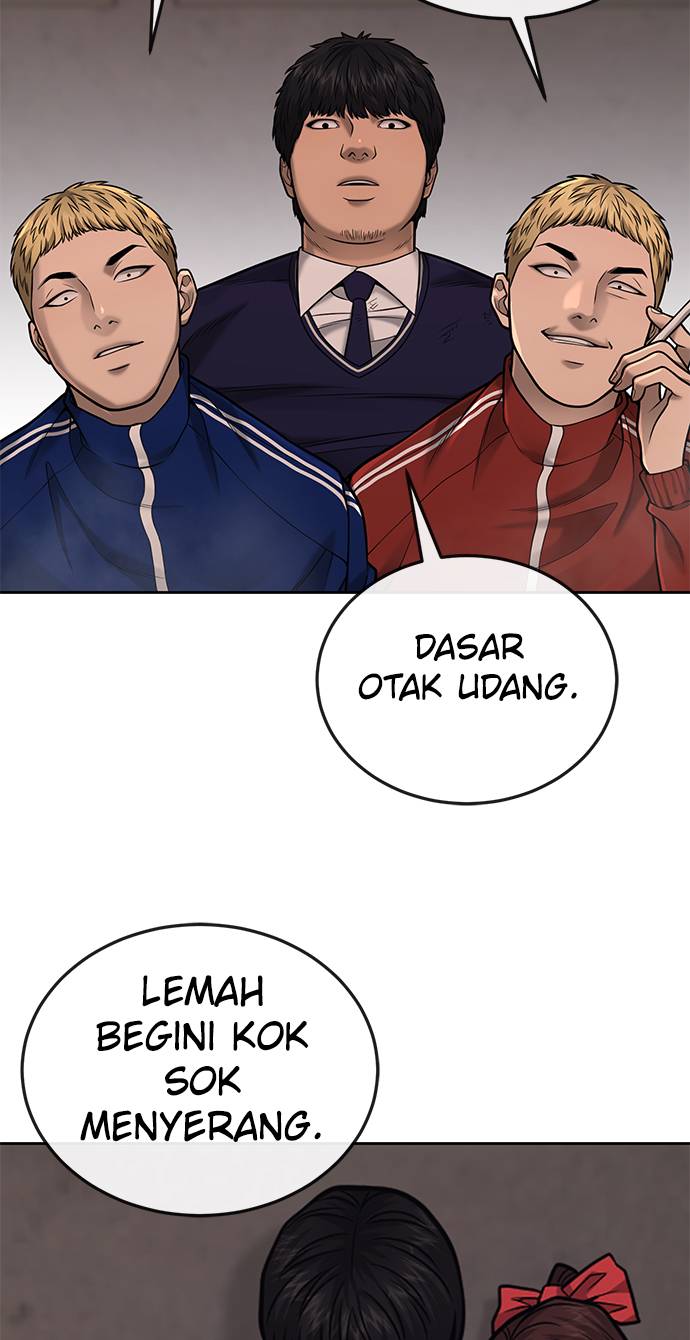 DASAR
OTAK UDANG.
LEMAH
BEGINI KOK
SOK
MENYERANG.